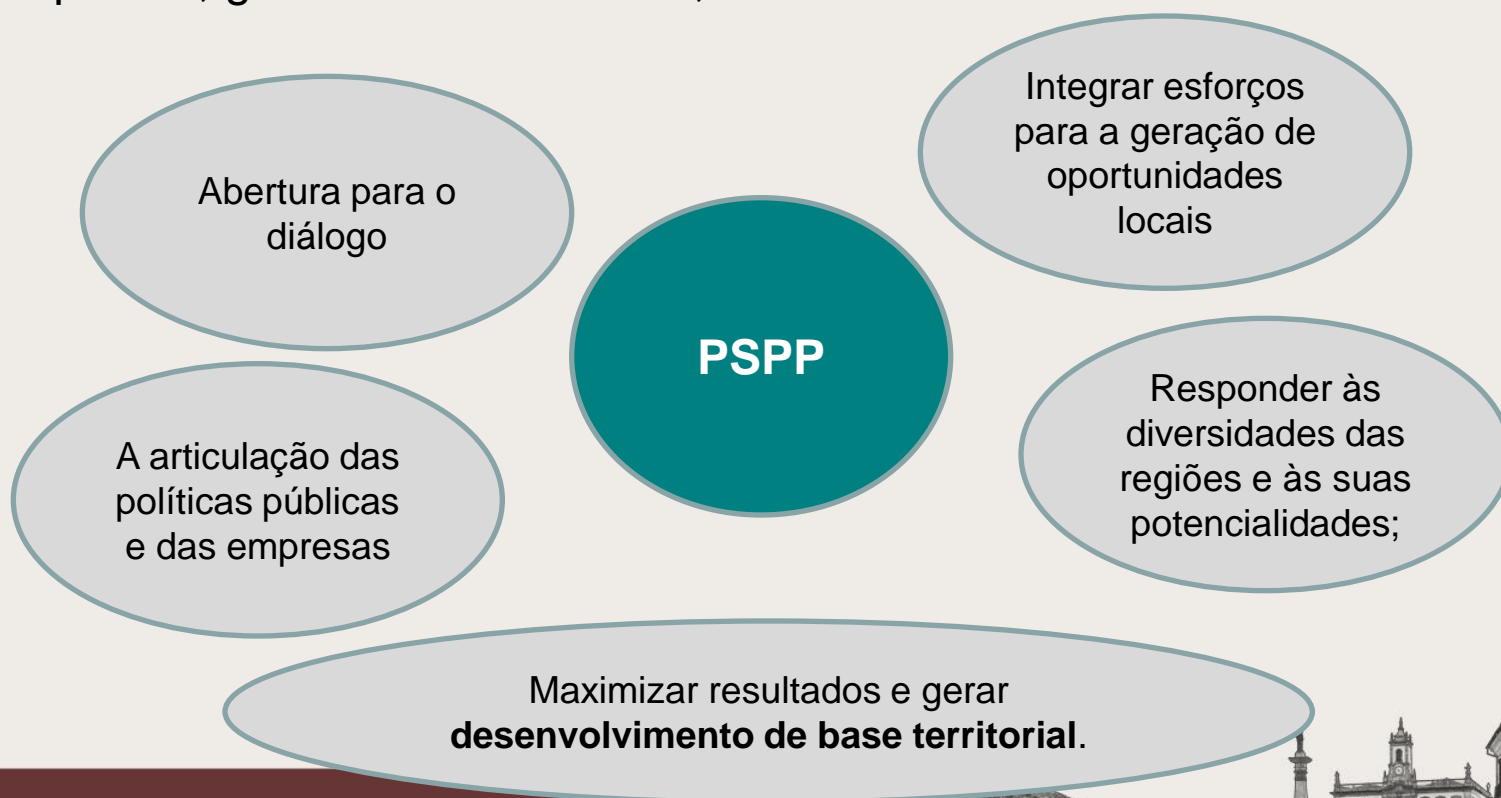 Integrar esforços
para a geração de
oportunidades
locais
Abertura para o
diálogo
PSPP
Responder às
diversidades das
regiões e às suas
potencialidades;
A articulação das
políticas públicas
e das empresas
Maximizar resultados e gerar
desenvolvimento de base territorial.